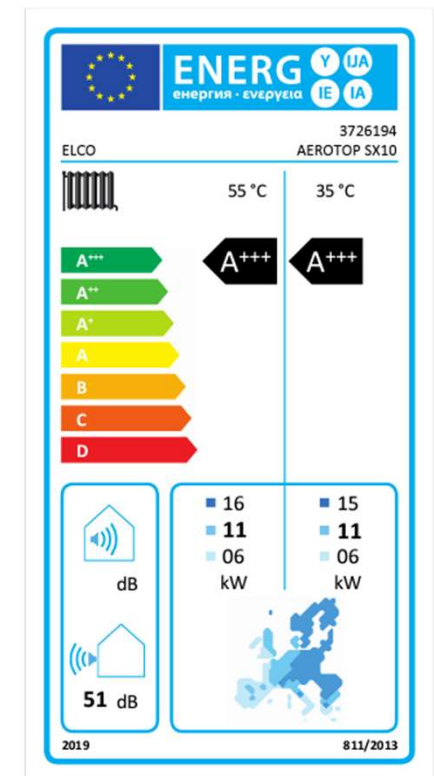 ENERG Y IJA
енергия · ενεργεια IE IA
3726194
ELCO AEROTOP SX10
55 °C 35 °C
A+++ A+++ A+++
A++
A+
A
B
C
D
16 15
11 11
06 06
dB kW kW
51 dB
2019 811/2013